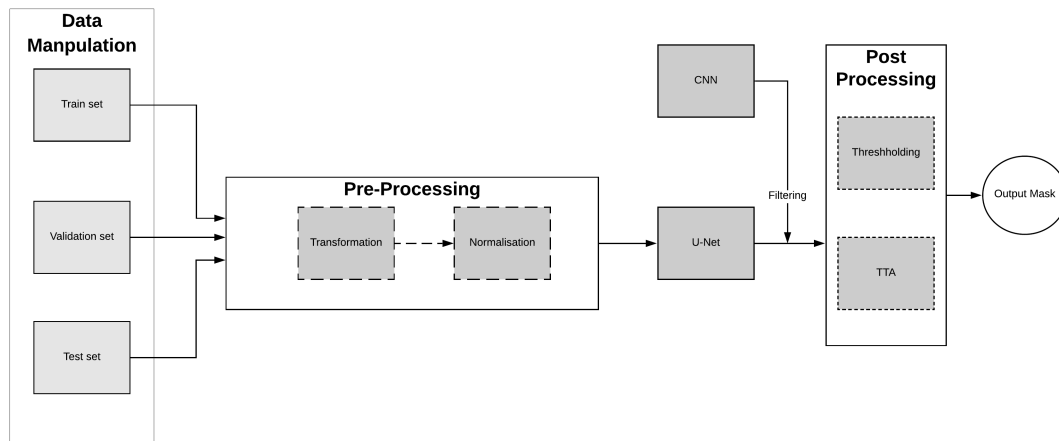 Data
Manpulation
Train set
Validation set
Test set
Pre-Processing
Transformation
Normalisation
CNN
Filtering
U-Net
Post
Processing
Threshholding
TTA
Output Mask